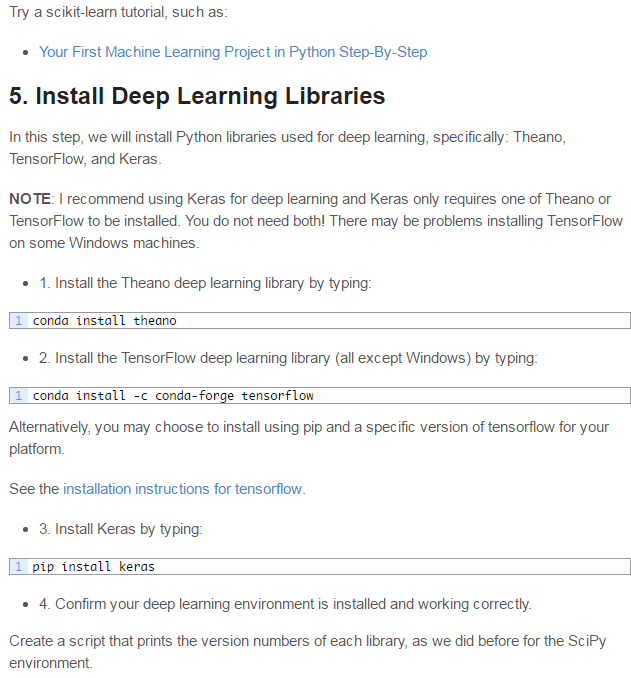 Try a scikit-learn tutorial, such as:
• Your First Machine Learning Project in Python Step-By-Step
5. Install Deep Learning Libraries
In this step, we will install Python libraries used for deep learning, specifically: Theano,
TensorFlow, and Keras.
NOTE: I recommend using Keras for deep learning and Keras only requires one of Theano or
TensorFlow to be installed. You do not need both! There may be problems installing TensorFlow
on some Windows machines.
• 1. Install the Theano deep learning library by typing:
1 conda install theano
• 2. Install the TensorFlow deep learning library (all except Windows) by typing:
1 conda install -c conda-forge tensorflow
Alternatively, you may choose to install using pip and a specific version of tensorflow for your
platform.
See the installation instructions for tensorflow.
• 3. Install Keras by typing:
1 pip install keras
• 4. Confirm your deep learning environment is installed and working correctly.
Create a script that prints the version numbers of each library, as we did before for the SciPy
environment.